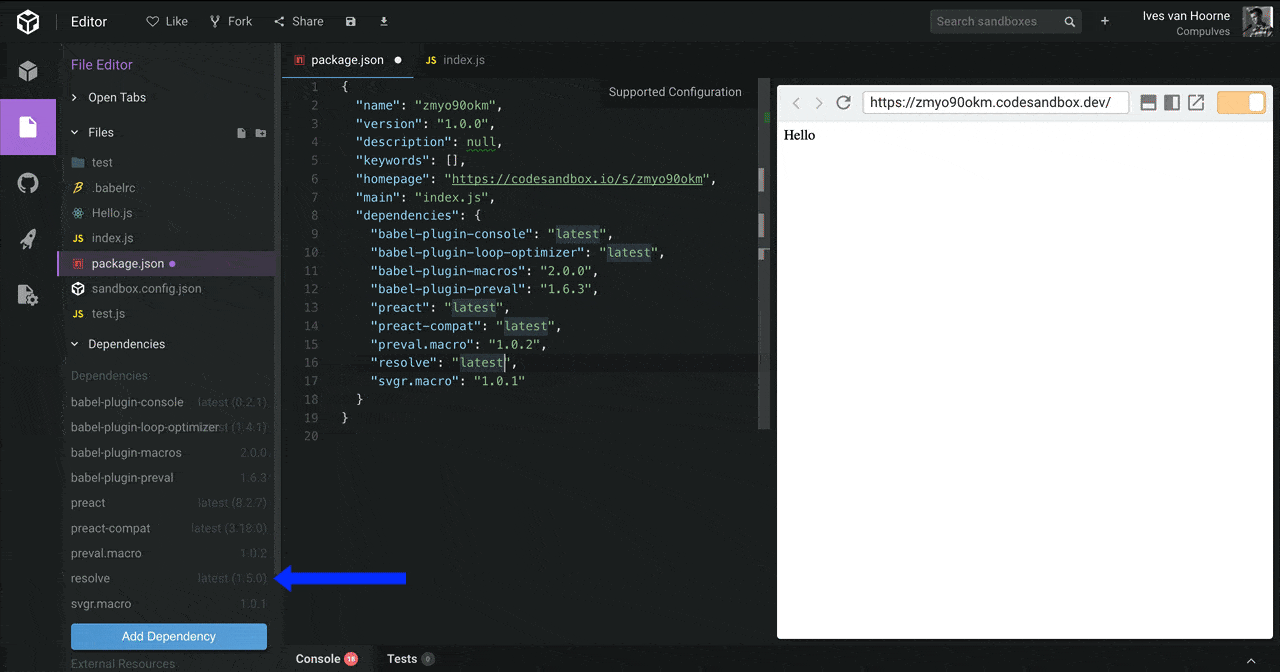 Editor
Like
Fork
Share
Search sandboxes
Ives van Hoorne
Compulves
File Editor
Open Tabs
Files
test
.babelrc
Hello.js
JS index.js
package.json
sandbox.config.json
JS test.js
Dependencies
Dependencies
babel-plugin-console latest (0.2.1)
babel-plugin-loop-optimizer latest (1.4.1)
babel-plugin-macros 2.0.0
babel-plugin-preval 1.6.3
preact latest (8.2.7)
preact-compat latest (3.18.0)
preval.macro 1.0.2
resolve latest (1.5.0)
svgr.macro 1.0.1
Add Dependency
External Resources
package.json
JS index.js
Supported Configuration
1 {
2 "name": "zmyo90okm",
3 "version": "1.0.0",
4 "description": null,
5 "keywords": [],
6 "homepage": "https://codesandbox.io/s/zmyo90okm",
7 "main": "index.js",
8 "dependencies": {
9 "babel-plugin-console": "latest",
10 "babel-plugin-loop-optimizer": "latest",
11 "babel-plugin-macros": "2.0.0",
12 "babel-plugin-preval": "1.6.3",
13 "preact": "latest",
14 "preact-compat": "latest",
15 "preval.macro": "1.0.2",
16 "resolve": "latest",
17 "svgr.macro": "1.0.1"
18 }
19 }
20
Console 18
Tests 0
https://zmyo90okm.codesandbox.dev/
Hello